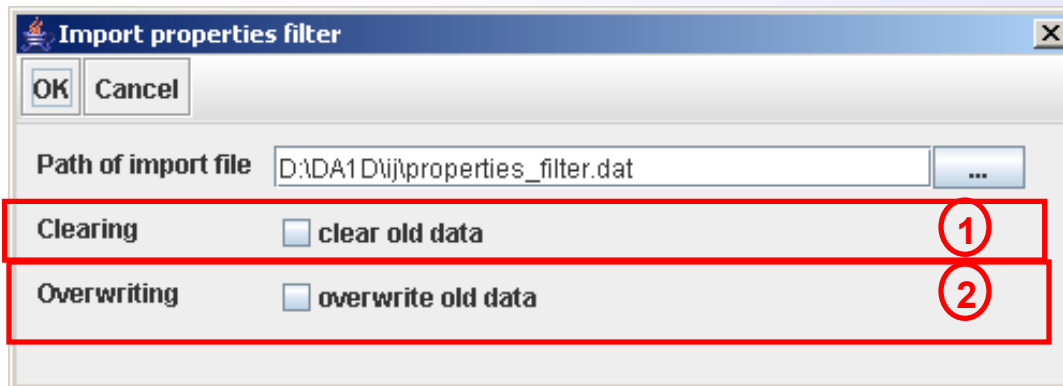 Import properties filter
OK Cancel
Path of import file D:\DA1D\ij\properties_filter.dat ...
Clearing clear old data 1
Overwriting overwrite old data 2